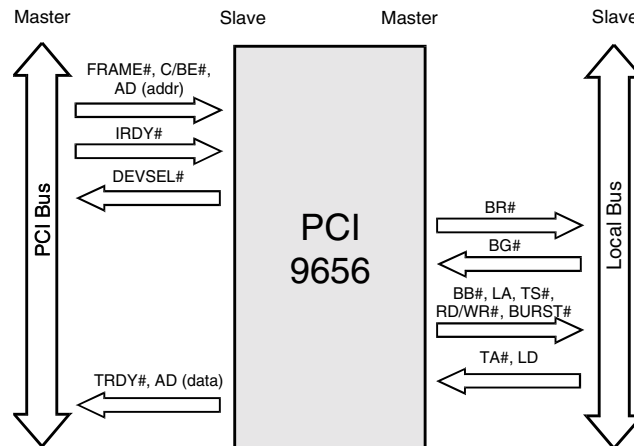 Master
Slave
Master
Slave
FRAME#, C/BE#,
AD (addr)
IRDY#
DEVSEL#
PCI Bus
PCI
9656
BR#
BG#
BB#, LA, TS#,
RD/WR#, BURST#
TA#, LD
Local Bus
TRDY#, AD (data)